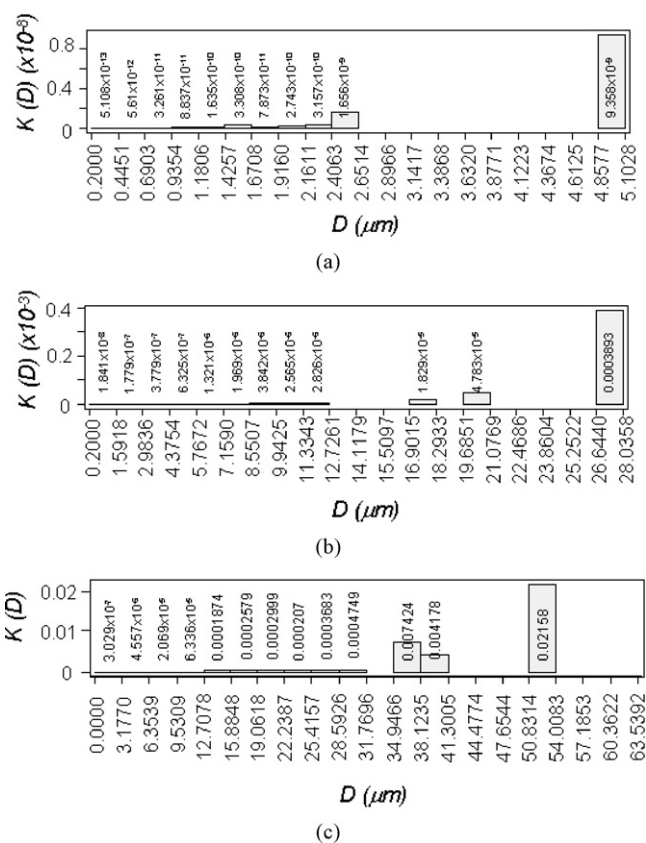 K (D) (x10⁻⁸)
0.8
0.4
0
5.108x10⁻¹³
5.61x10⁻¹²
3.261x10⁻¹¹
8.837x10⁻¹¹
1.635x10⁻¹⁰
3.308x10⁻¹⁰
7.873x10⁻¹¹
2.743x10⁻¹⁰
3.157x10⁻¹⁰
1.656x10⁻⁹
9.358x10⁻⁹
0.2000
0.4451
0.6903
0.9354
1.1806
1.4257
1.6708
1.9160
2.1611
2.4063
2.6514
2.8966
3.1417
3.3868
3.6320
3.8771
4.1223
4.3674
4.6125
4.8577
5.1028
D (μm)
(a)
K (D) (x10⁻³)
0.4
0.2
0
1.841x10⁻⁸
1.779x10⁻⁷
3.779x10⁻⁷
6.325x10⁻⁷
1.321x10⁻⁶
1.969x10⁻⁶
3.842x10⁻⁶
2.565x10⁻⁶
2.826x10⁻⁶
1.829x10⁻⁵
4.783x10⁻⁵
0.0003893
0.2000
1.5918
2.9836
4.3754
5.7672
7.1590
8.5507
9.9425
11.3343
12.7261
14.1179
15.5097
16.9015
18.2933
19.6851
21.0769
22.4686
23.8604
25.2522
26.6440
28.0358
D (μm)
(b)
K (D)
0.02
0.01
0
3.029x10⁻⁷
4.557x10⁻⁶
2.069x10⁻⁵
6.336x10⁻⁵
0.0001874
0.0002579
0.0002999
0.000207
0.0003683
0.0004749
0.007424
0.004178
0.02158
0.0000
3.1770
6.3539
9.5309
12.7078
15.8848
19.0618
22.2387
25.4157
28.5926
31.7696
34.9466
38.1235
41.3005
44.4774
47.6544
50.8314
54.0083
57.1853
60.3622
63.5392
D (μm)
(c)